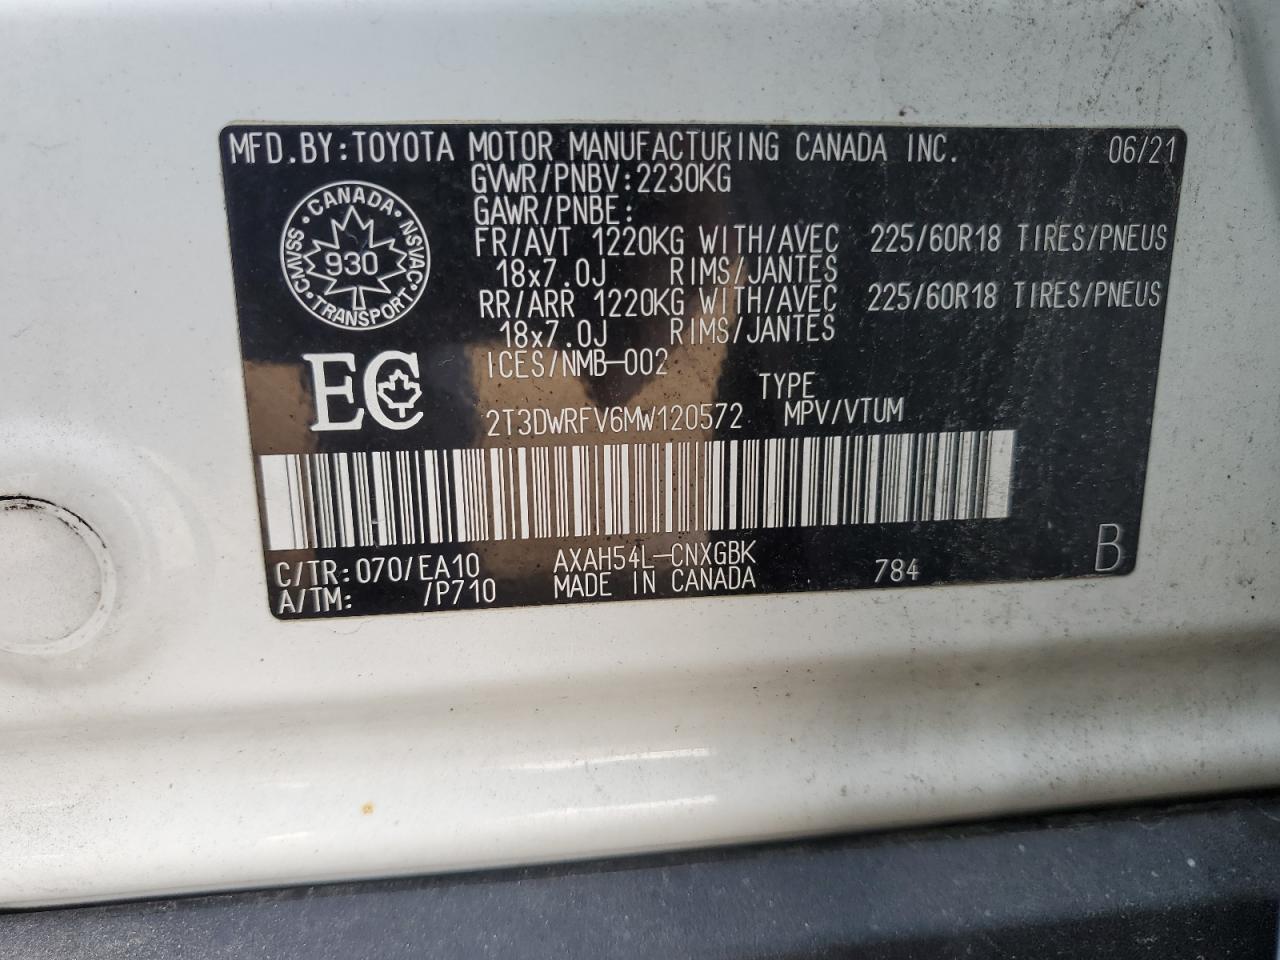 MFD.BY:TOYOTA MOTOR MANUFACTURING CANADA INC. 06/21
GVWR/PNBV:2230KG
GAWR/PNBE:
FR/AVT 1220KG WITH/AVEC 225/60R18 TIRES/PNEUS
18x7.0J RIMS/JANTES
RR/ARR 1220KG WITH/AVEC 225/60R18 TIRES/PNEUS
18x7.0J RIMS/JANTES
ICES/NMB-002
CANADA
CMVSS 930 NSVAC
TRANSPORT
EC
TYPE
2T3DWRFV6MW120572 MPV/VTUM
C/TR:070/EA10 AXAH54L-CNXGBK 784 B
A/TM: /P710 MADE IN CANADA